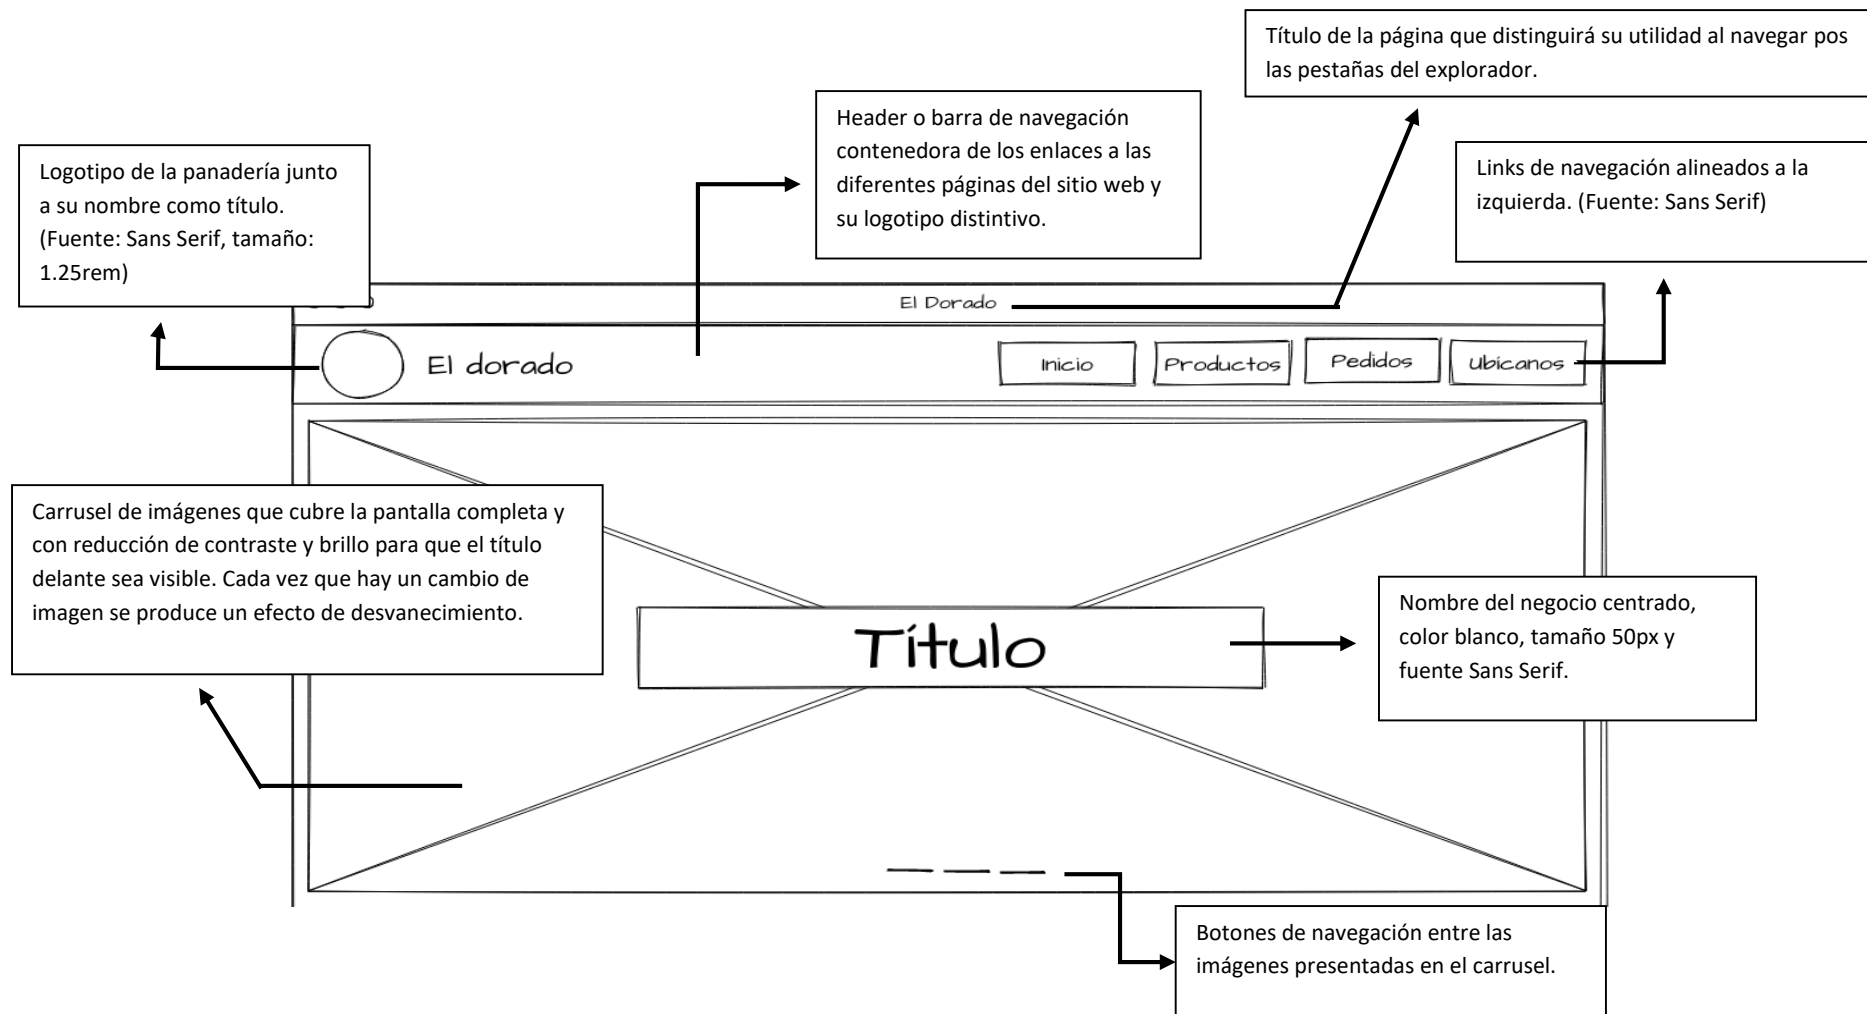 Título de la página que distinguirá su utilidad al navegar pos
las pestañas del explorador.
Header o barra de navegación
contenedora de los enlaces a las
diferentes páginas del sitio web y
su logotipo distintivo.
Logotipo de la panadería junto
a su nombre como título.
(Fuente: Sans Serif, tamaño:
1.25rem)
Links de navegación alineados a la
izquierda. (Fuente: Sans Serif)
El Dorado
El dorado
Inicio
Productos
Pedidos
Ubícanos
Carrusel de imágenes que cubre la pantalla completa y
con reducción de contraste y brillo para que el título
delante sea visible. Cada vez que hay un cambio de
imagen se produce un efecto de desvanecimiento.
Título
Nombre del negocio centrado,
color blanco, tamaño 50px y
fuente Sans Serif.
Botones de navegación entre las
imágenes presentadas en el carrusel.